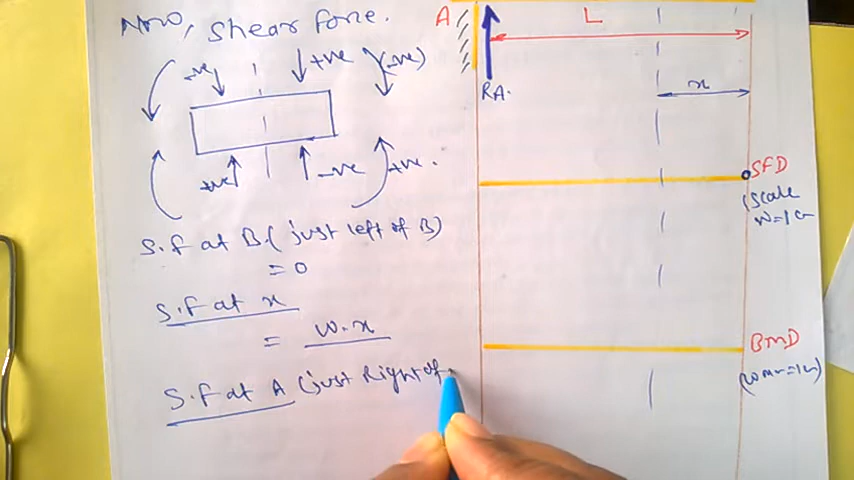 Now, Shear force.
-ve +ve (-ve)
+ve -ve +ve.
S.F at B (just left of B)
= 0
S.F at x
= w.x
S.F at A (just Right of
A
L
RA.
x
SFD
(Scale
BMD